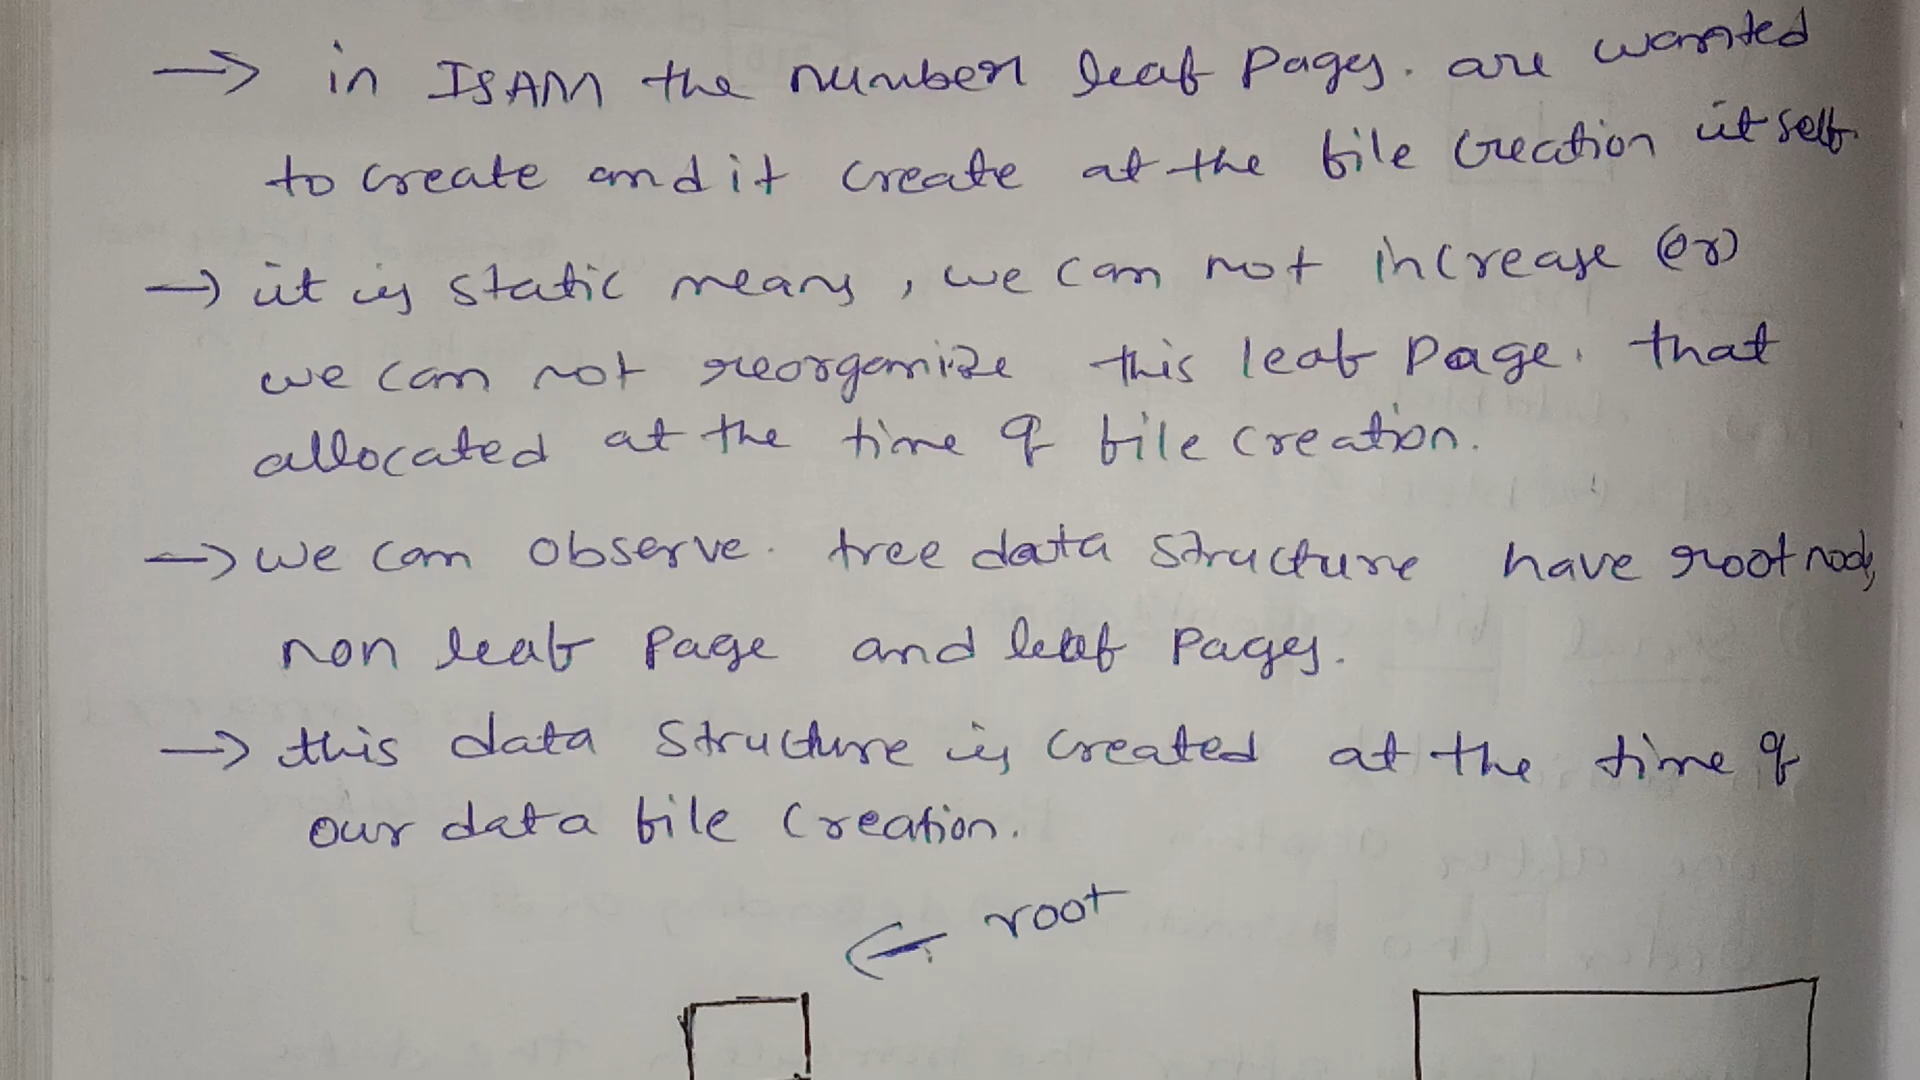 → in ISAM the number leaf pages. are wanted
to create and it create at the file creation itself.
→ it is static means, we can not increase (or)
we can not reorganize this leaf page. that
allocated at the time of file creation.
→ we can observe. tree data structure have root node,
non leaf page and leaf pages.
→ this data structure is created at the time of
our data file creation.
← root